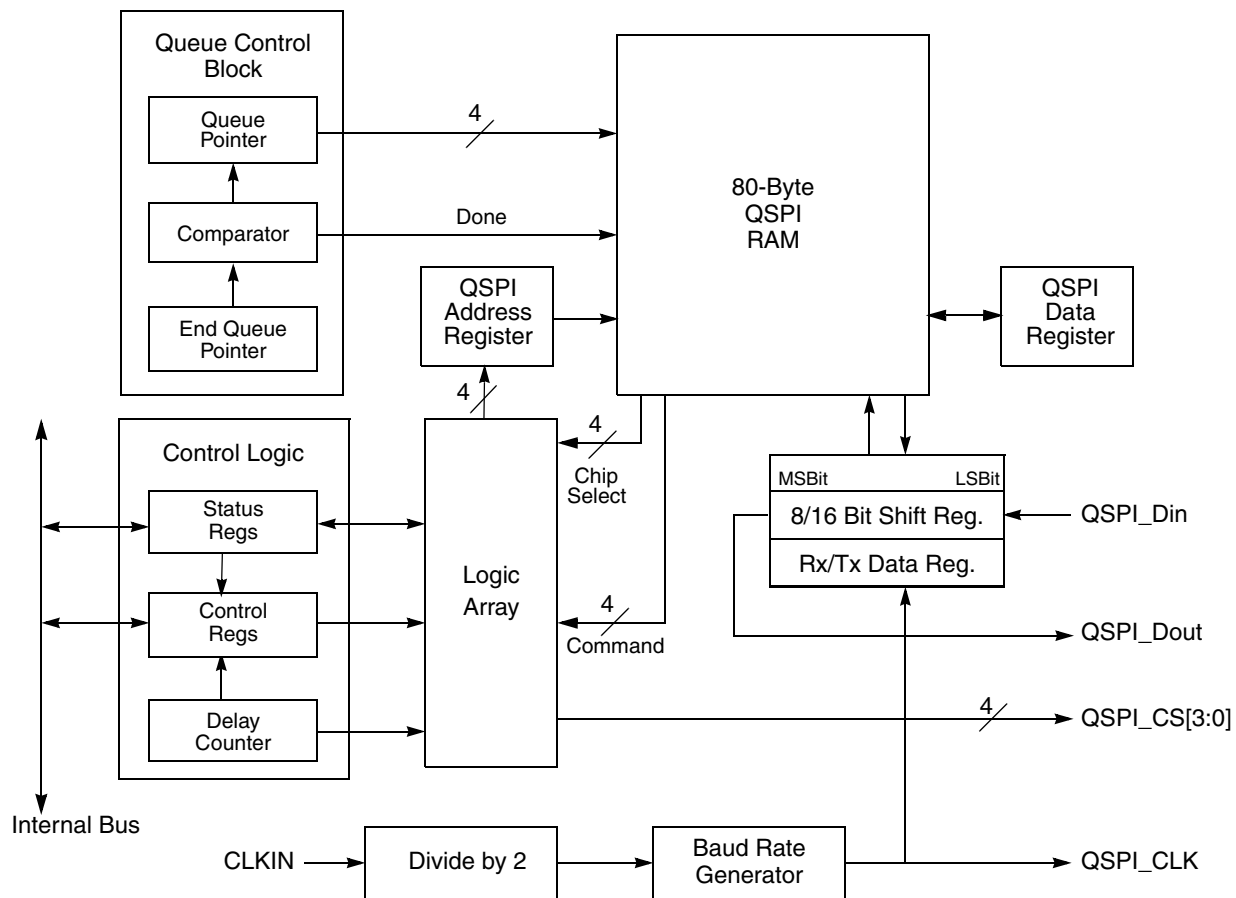 Queue Control
Block
Queue
Pointer
4
80-Byte
QSPI
RAM
Comparator
Done
End Queue
Pointer
QSPI
Address
Register
QSPI
Data
Register
4
4
Chip
Select
Control Logic
Status
Regs
Control
Regs
Delay
Counter
Logic
Array
4
Command
MSBit
LSBit
8/16 Bit Shift Reg.
Rx/Tx Data Reg.
QSPI_Din
QSPI_Dout
4
QSPI_CS[3:0]
Internal Bus
CLKIN
Divide by 2
Baud Rate
Generator
QSPI_CLK